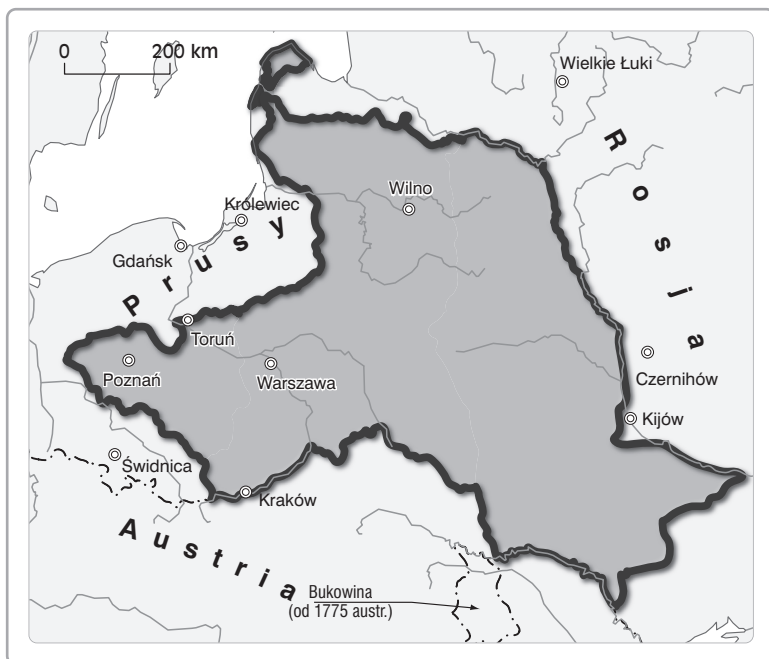 0 200 km
Wielkie Łuki
Rosja
Wilno
Królewiec
Gdańsk
Prusy
Toruń
Czernihów
Poznań
Warszawa
Kijów
Świdnica
Kraków
Austria
Bukowina
(od 1775 austr.)